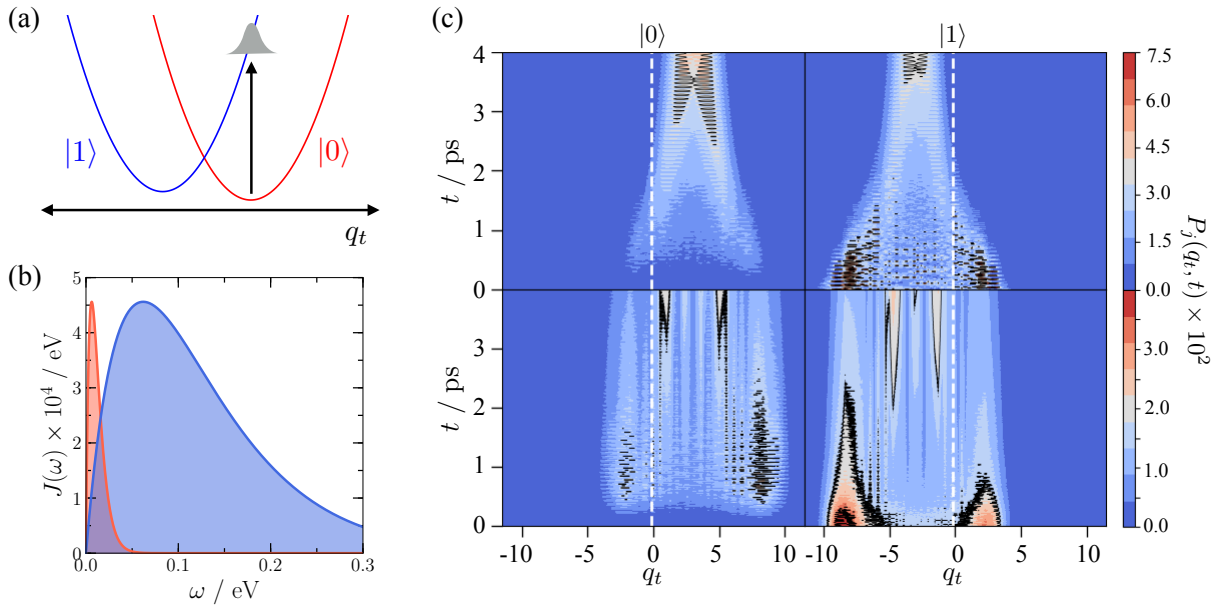 (a)
|1⟩
|0⟩
q_t
(b)
J(ω) × 10^4 / eV
5
4
3
2
1
0
0.0 0.1 0.2 0.3
ω / eV
(c)
|0⟩ |1⟩
t / ps
4
3
2
1
0
t / ps
3
2
1
0
-10 -5 0 5 10
-10 -5 0 5 10
q_t q_t
7.5
6.0
4.5
3.0
1.5
0.0
3.0
2.0
1.0
0.0
P_j(q_t, t) × 10^2